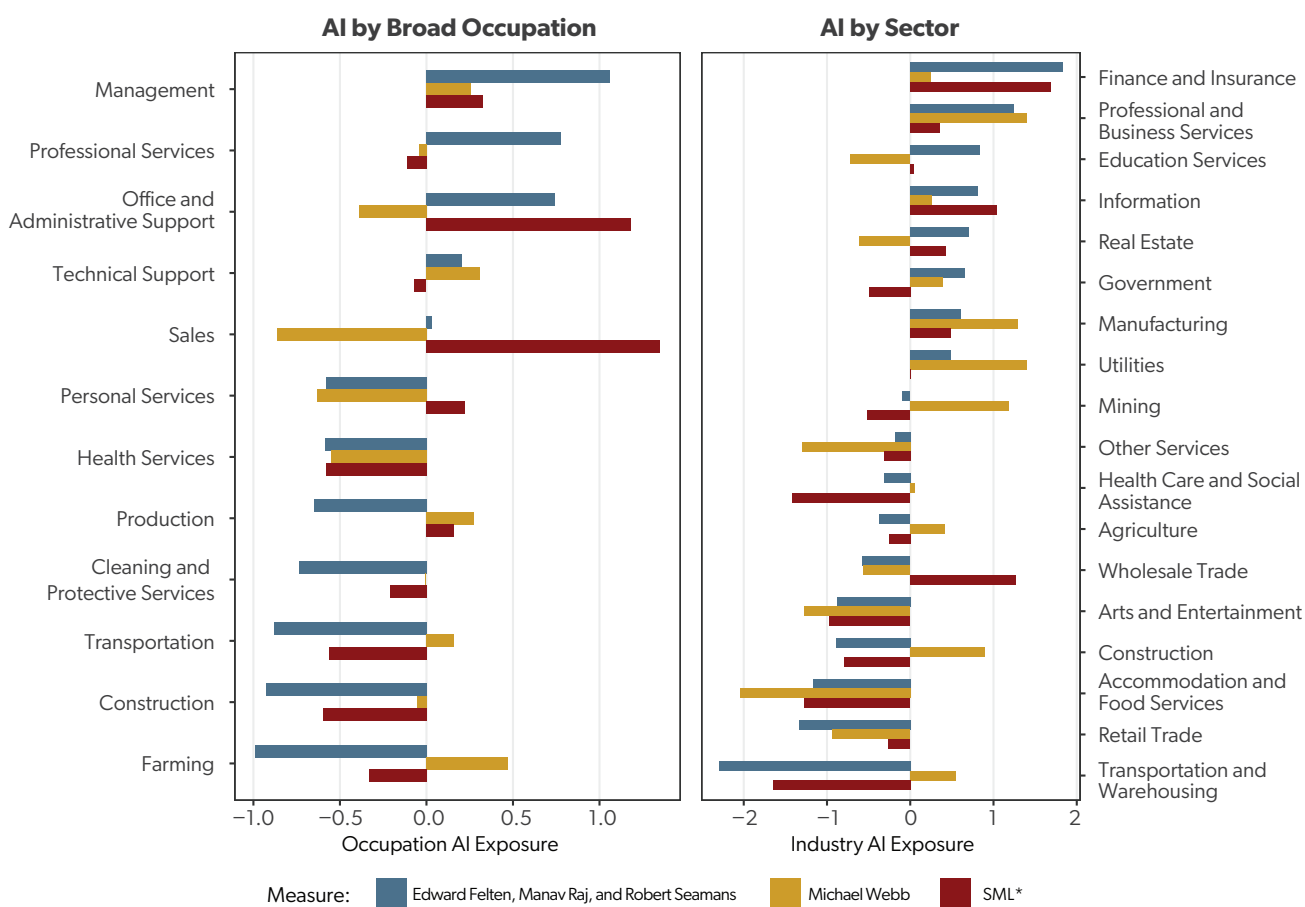 AI by Broad Occupation
Management
Professional Services
Office and
Administrative Support
Technical Support
Sales
Personal Services
Health Services
Production
Cleaning and
Protective Services
Transportation
Construction
Farming
−1.0 −0.5 0.0 0.5 1.0
Occupation AI Exposure
AI by Sector
Finance and Insurance
Professional and
Business Services
Education Services
Information
Real Estate
Government
Manufacturing
Utilities
Mining
Other Services
Health Care and Social
Assistance
Agriculture
Wholesale Trade
Arts and Entertainment
Construction
Accommodation and
Food Services
Retail Trade
Transportation and
Warehousing
−2 −1 0 1 2
Industry AI Exposure
Measure: Edward Felten, Manav Raj, and Robert Seamans Michael Webb SML*